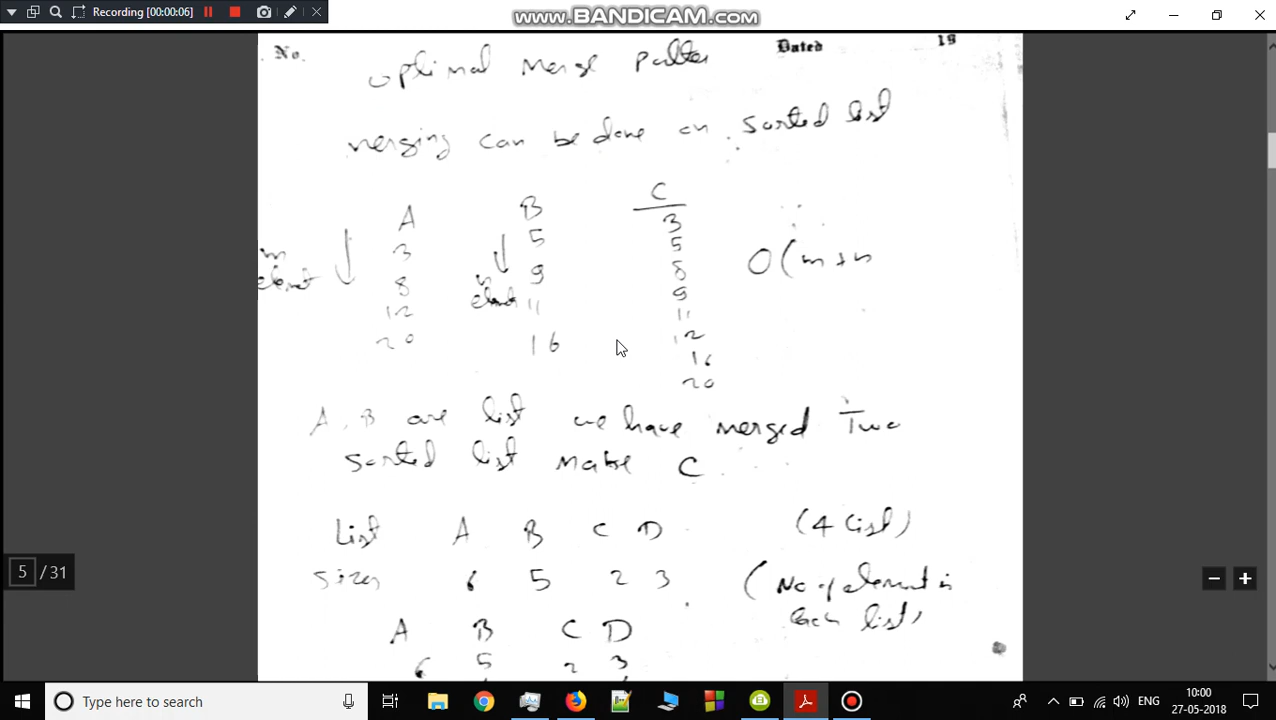 Recording [00:00:06]
www.BANDICAM.com
No.
Dated
19
optimal merge patter
merging can be done on sorted list
A B C
3 5 3
8 9 5
12 11 8
20 16 9
11
12
16
20
m element
n element
O(m+n
A, B are list we have merged Two
sorted list make C
List A B C D (4 list)
sizes 6 5 2 3 (No of element in
each list)
A B C D
6 5 2 3
5 / 31
Type here to search
ENG
10:00
27-05-2018